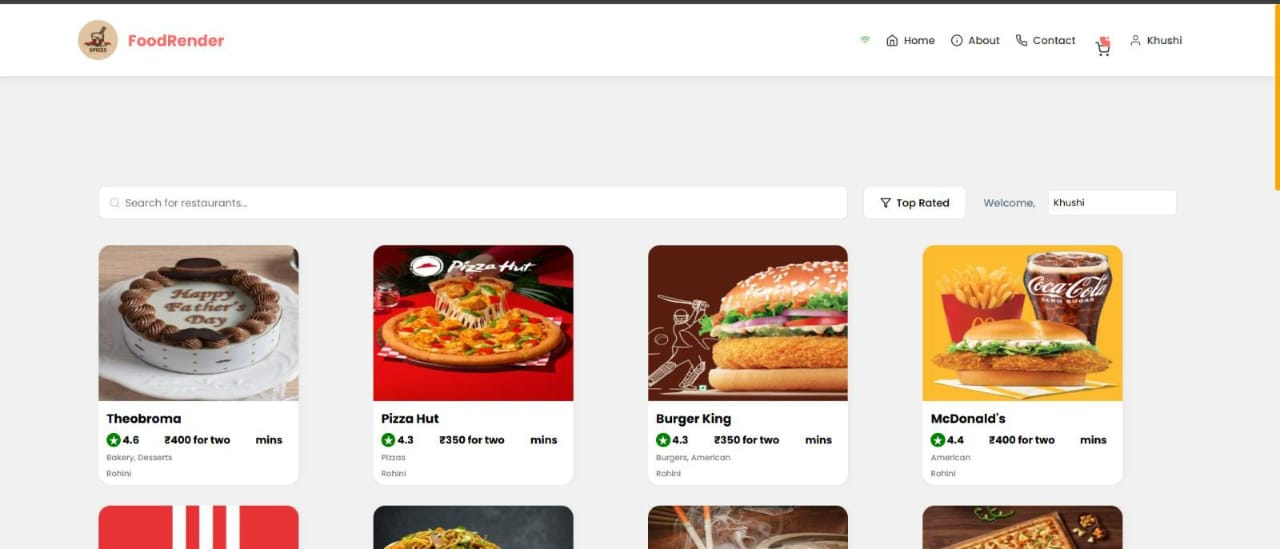 SPICES
FoodRender
Home
About
Contact
Khushi
Search for restaurants...
Top Rated
Welcome,
Khushi
Happy
Father's
Day
Pizza Hut
Coca-Cola
ZERO SUGAR
Theobroma
4.6 ₹400 for two mins
Bakery, Desserts
Rohini
Pizza Hut
4.3 ₹350 for two mins
Pizzas
Rohini
Burger King
4.3 ₹350 for two mins
Burgers, American
Rohini
McDonald's
4.4 ₹400 for two mins
American
Rohini